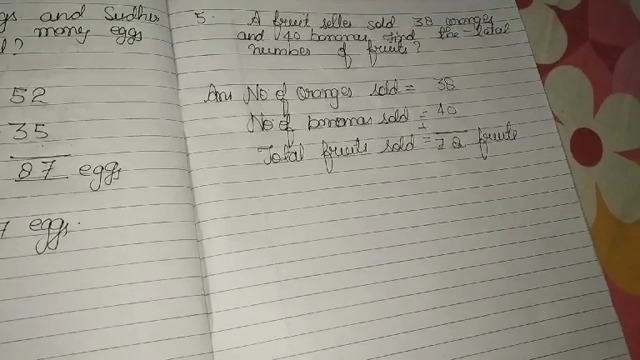 gs and Sudhir
many eggs
l?
52
35
87 eggs
7 eggs.
5. A fruit seller sold 38 oranges
and 40 bananas. Find the total
number of fruits?
Ans No of oranges sold = 38
No of bananas sold = 40
+
Total fruits sold = 78 fruits